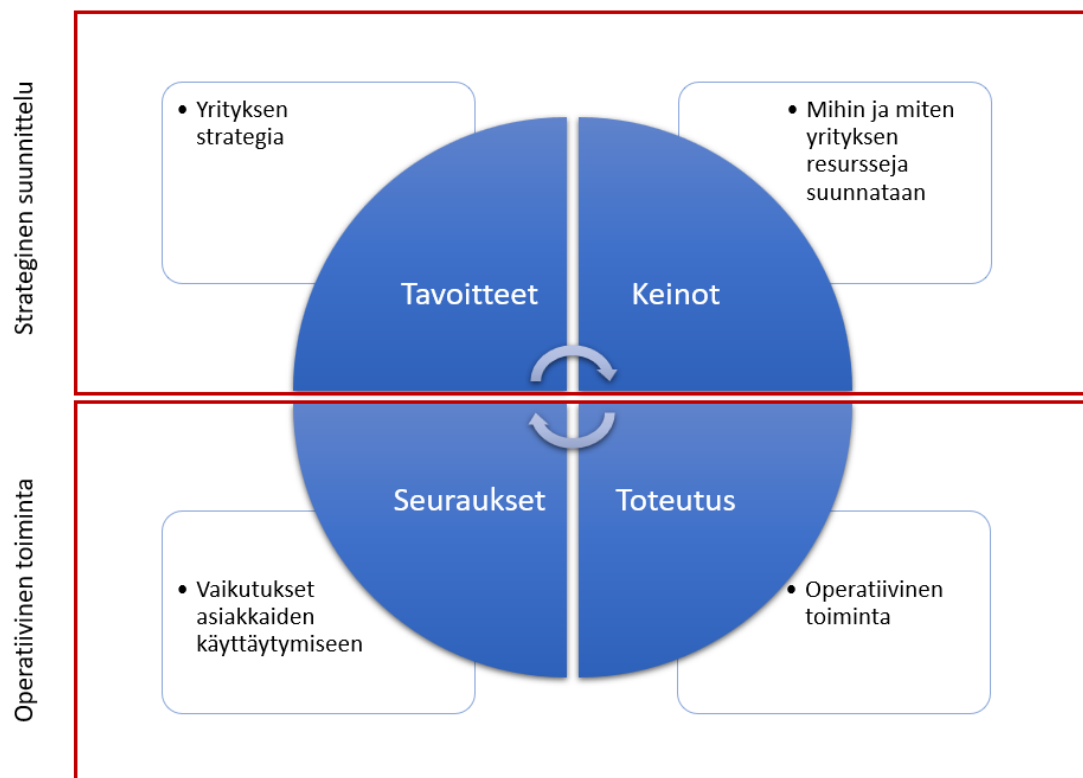 Strateginen suunnittelu
• Yrityksen
strategia
• Mihin ja miten
yrityksen
resursseja
suunnataan
Tavoitteet
Keinot
Operatiivinen toiminta
Seuraukset
Toteutus
• Vaikutukset
asiakkaiden
käyttäytymiseen
• Operatiivinen
toiminta